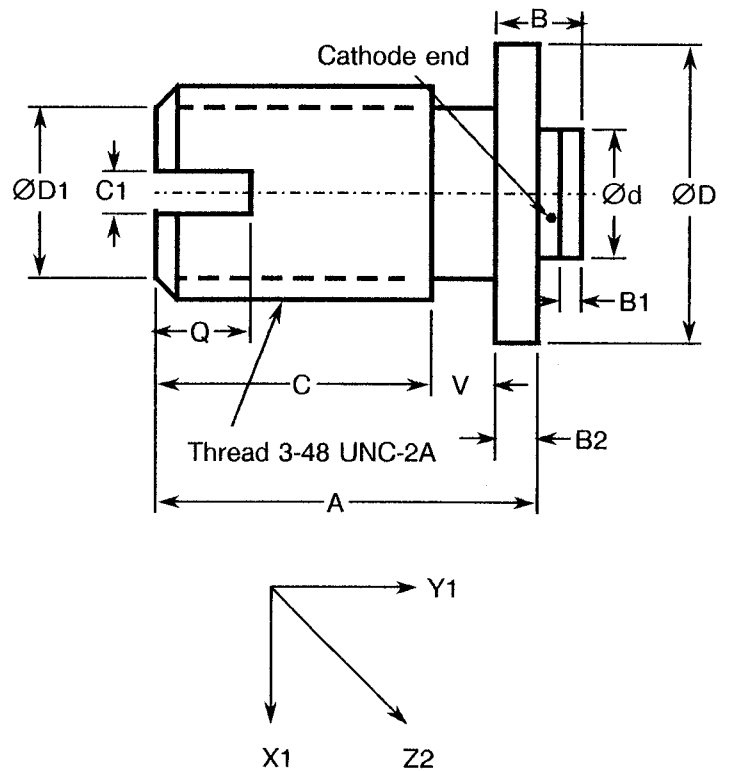 B
Cathode end
ØD1
C1
Ød
ØD
B1
Q
C
V
B2
Thread 3-48 UNC-2A
A
Y1
X1
Z2